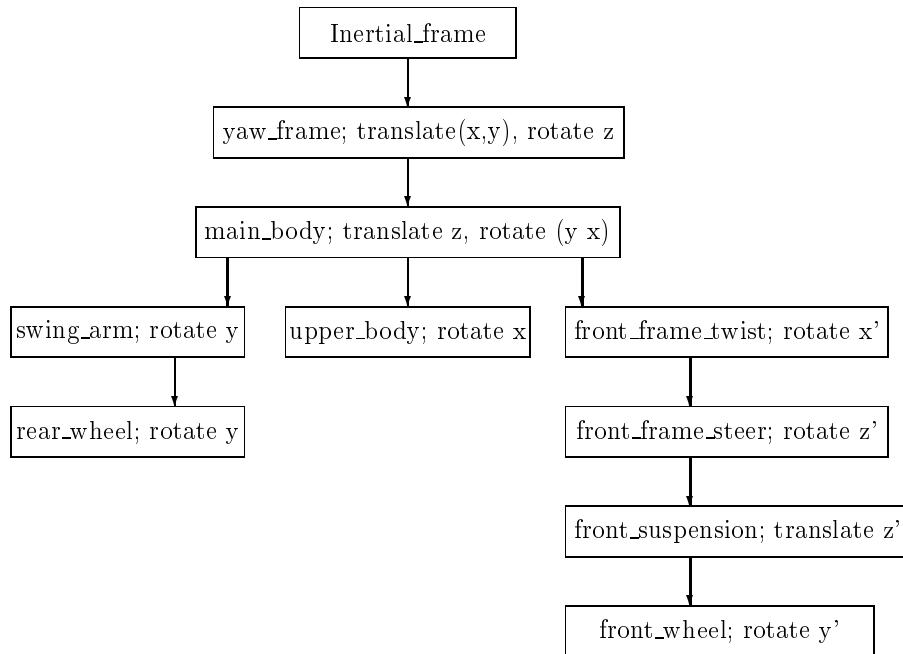 Inertial_frame
yaw_frame; translate(x,y), rotate z
main_body; translate z, rotate (y x)
swing_arm; rotate y
upper_body; rotate x
front_frame_twist; rotate x'
rear_wheel; rotate y
front_frame_steer; rotate z'
front_suspension; translate z'
front_wheel; rotate y'